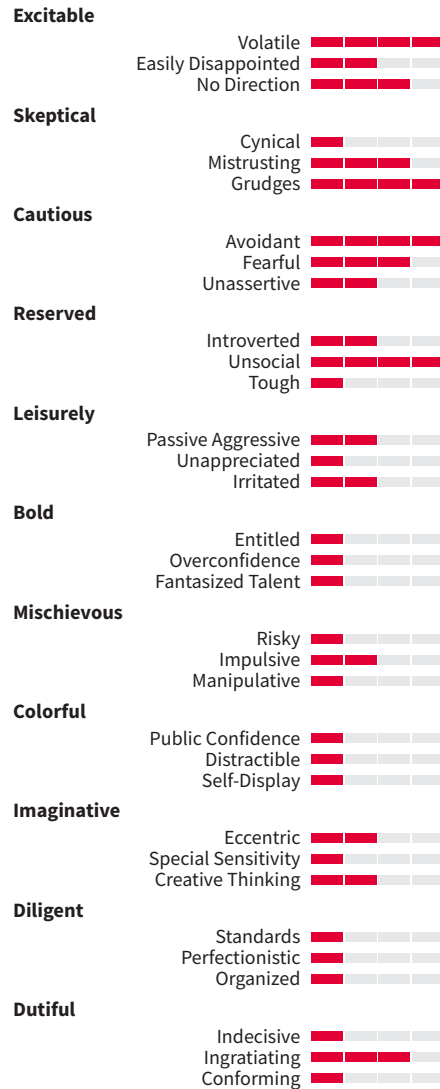 Excitable
Volatile
Easily Disappointed
No Direction
Skeptical
Cynical
Mistrusting
Grudges
Cautious
Avoidant
Fearful
Unassertive
Reserved
Introverted
Unsocial
Tough
Leisurely
Passive Aggressive
Unappreciated
Irritated
Bold
Entitled
Overconfidence
Fantasized Talent
Mischievous
Risky
Impulsive
Manipulative
Colorful
Public Confidence
Distractible
Self-Display
Imaginative
Eccentric
Special Sensitivity
Creative Thinking
Diligent
Standards
Perfectionistic
Organized
Dutiful
Indecisive
Ingratiating
Conforming